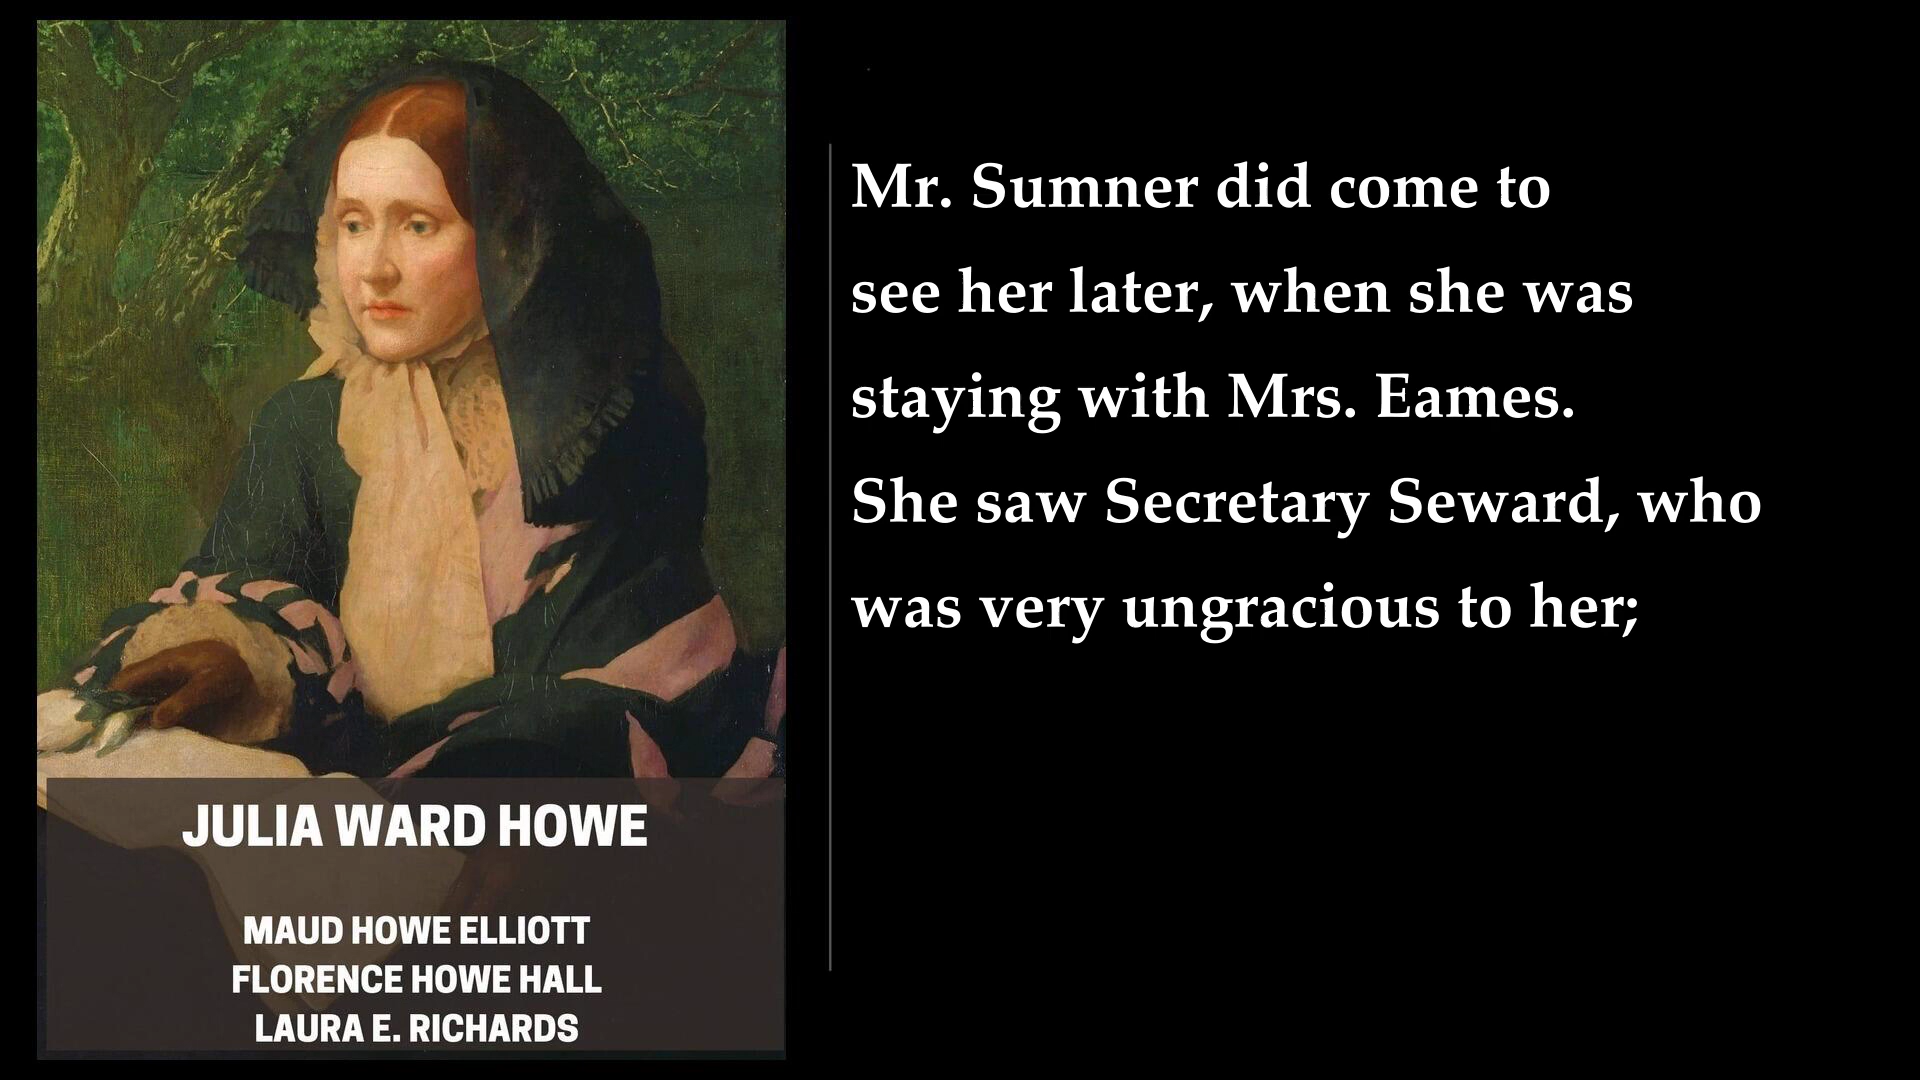 JULIA WARD HOWE
MAUD HOWE ELLIOTT
FLORENCE HOWE HALL
LAURA E. RICHARDS
Mr. Sumner did come to
see her later, when she was
staying with Mrs. Eames.
She saw Secretary Seward, who
was very ungracious to her;